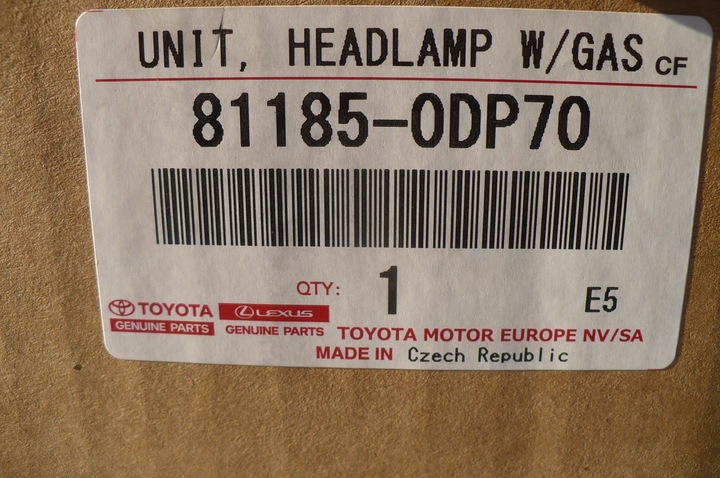 UNIT, HEADLAMP W/GAS CF
81185-0DP70
QTY: 1 E5
TOYOTA LEXUS
GENUINE PARTS GENUINE PARTS TOYOTA MOTOR EUROPE NV/SA
MADE IN Czech Republic